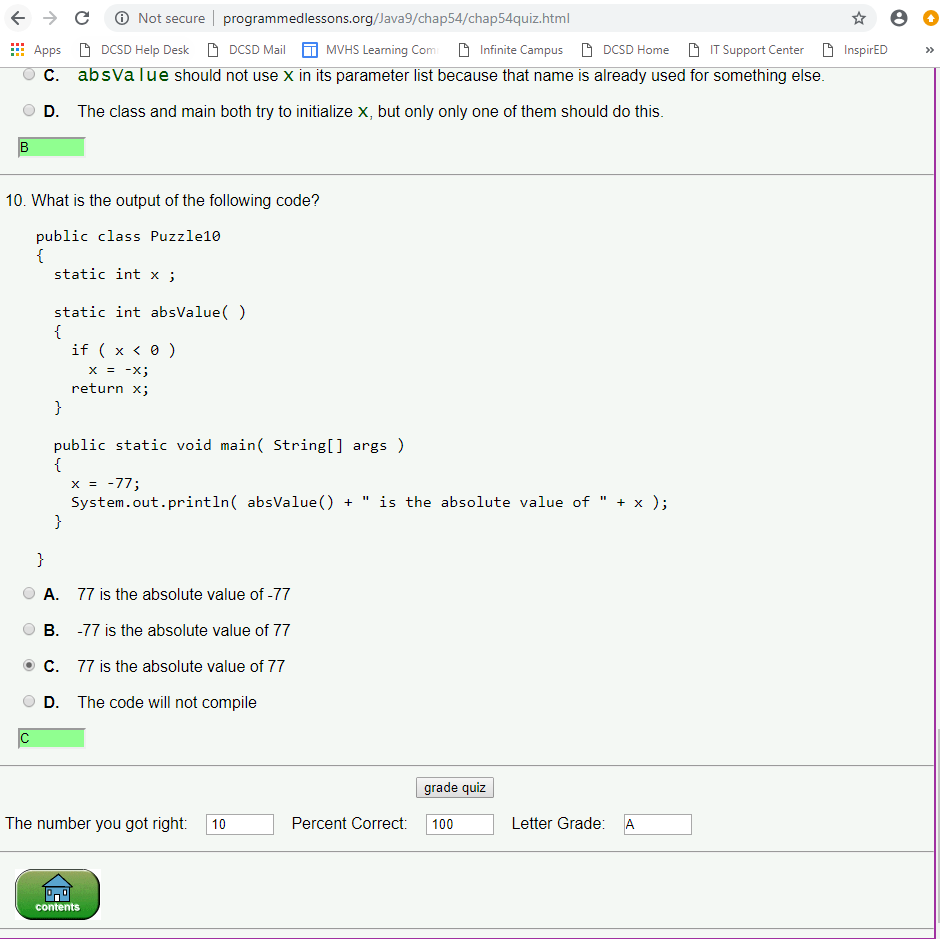 Not secure | programmedlessons.org/Java9/chap54/chap54quiz.html
Apps DCSD Help Desk DCSD Mail MVHS Learning Com Infinite Campus DCSD Home IT Support Center InspirED »
C. absValue should not use x in its parameter list because that name is already used for something else.
D. The class and main both try to initialize x, but only only one of them should do this.
B
10. What is the output of the following code?
public class Puzzle10
{
static int x ;
static int absValue( )
{
if ( x < 0 )
x = -x;
return x;
}
public static void main( String[] args )
{
x = -77;
System.out.println( absValue() + " is the absolute value of " + x );
}
}
A. 77 is the absolute value of -77
B. -77 is the absolute value of 77
C. 77 is the absolute value of 77
D. The code will not compile
C
grade quiz
The number you got right: 10 Percent Correct: 100 Letter Grade: A
contents